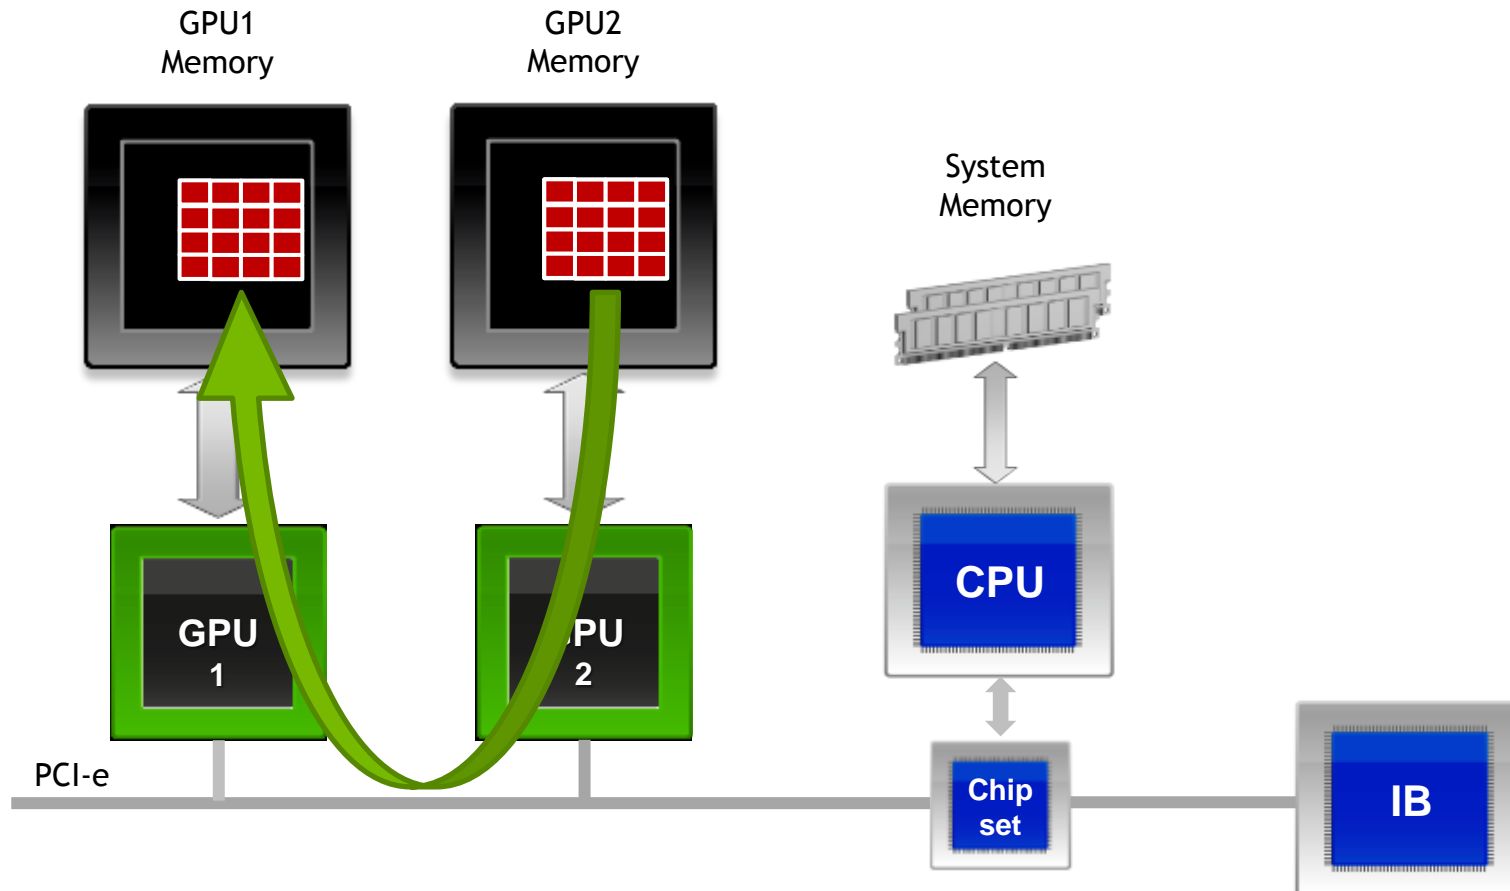 GPU1
Memory
GPU2
Memory
System
Memory
GPU
1
PU
2
CPU
PCI-e
Chip
set
IB